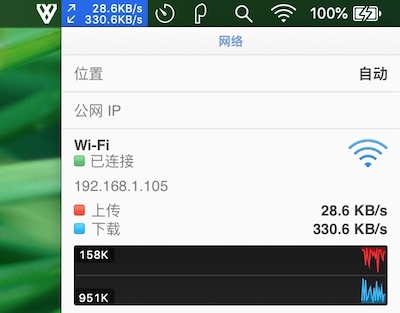 28.6KB/s
330.6KB/s
100%
网络
位置 自动
公网 IP
Wi-Fi
已连接
192.168.1.105
上传 28.6 KB/s
下载 330.6 KB/s
158K
951K